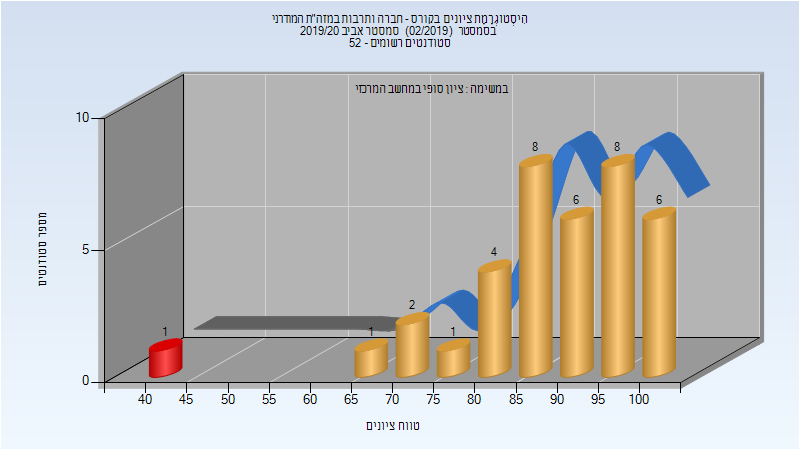 הִיסְטוֹגְרָמַת ציונים בקורס - חברה ותרבות במזה"ת המודרני
בסמסטר (02/2019) סמסטר אביב 2019/20
סטודנטים רשומים - 52
במשימה : ציון סופי במחשב המרכזי
10
5
0
מספר סטודנטים
1
1
2
1
4
8
6
8
6
40 45 50 55 60 65 70 75 80 85 90 95 100
טווח ציונים